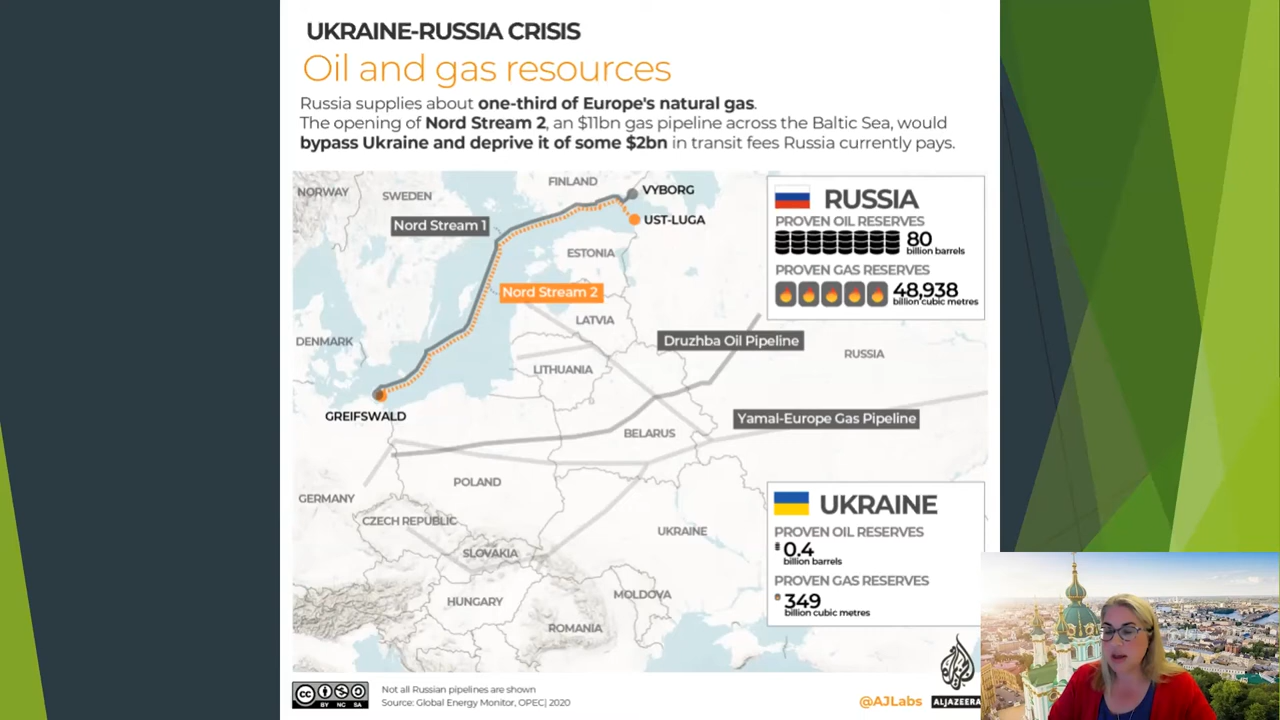 UKRAINE-RUSSIA CRISIS
Oil and gas resources
Russia supplies about one-third of Europe's natural gas.
The opening of Nord Stream 2, an $11bn gas pipeline across the Baltic Sea, would
bypass Ukraine and deprive it of some $2bn in transit fees Russia currently pays.
NORWAY
SWEDEN
FINLAND
VYBORG
Nord Stream 1
UST-LUGA
ESTONIA
Nord Stream 2
LATVIA
DENMARK
Druzhba Oil Pipeline
RUSSIA
LITHUANIA
GREIFSWALD
Yamal-Europe Gas Pipeline
BELARUS
POLAND
GERMANY
CZECH REPUBLIC
UKRAINE
SLOVAKIA
HUNGARY
MOLDOVA
ROMANIA
RUSSIA
PROVEN OIL RESERVES
80
billion barrels
PROVEN GAS RESERVES
48,938
billion cubic metres
UKRAINE
PROVEN OIL RESERVES
0.4
billion barrels
PROVEN GAS RESERVES
349
billion cubic metres
cc
BY NC SA
Not all Russian pipelines are shown
Source: Global Energy Monitor, OPEC| 2020
@AJLabs
ALJAZEERA